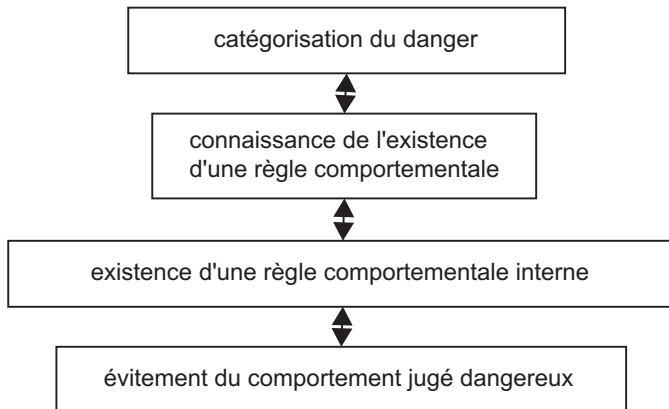 catégorisation du danger
connaissance de l'existence
d'une règle comportementale
existence d'une règle comportementale interne
évitement du comportement jugé dangereux